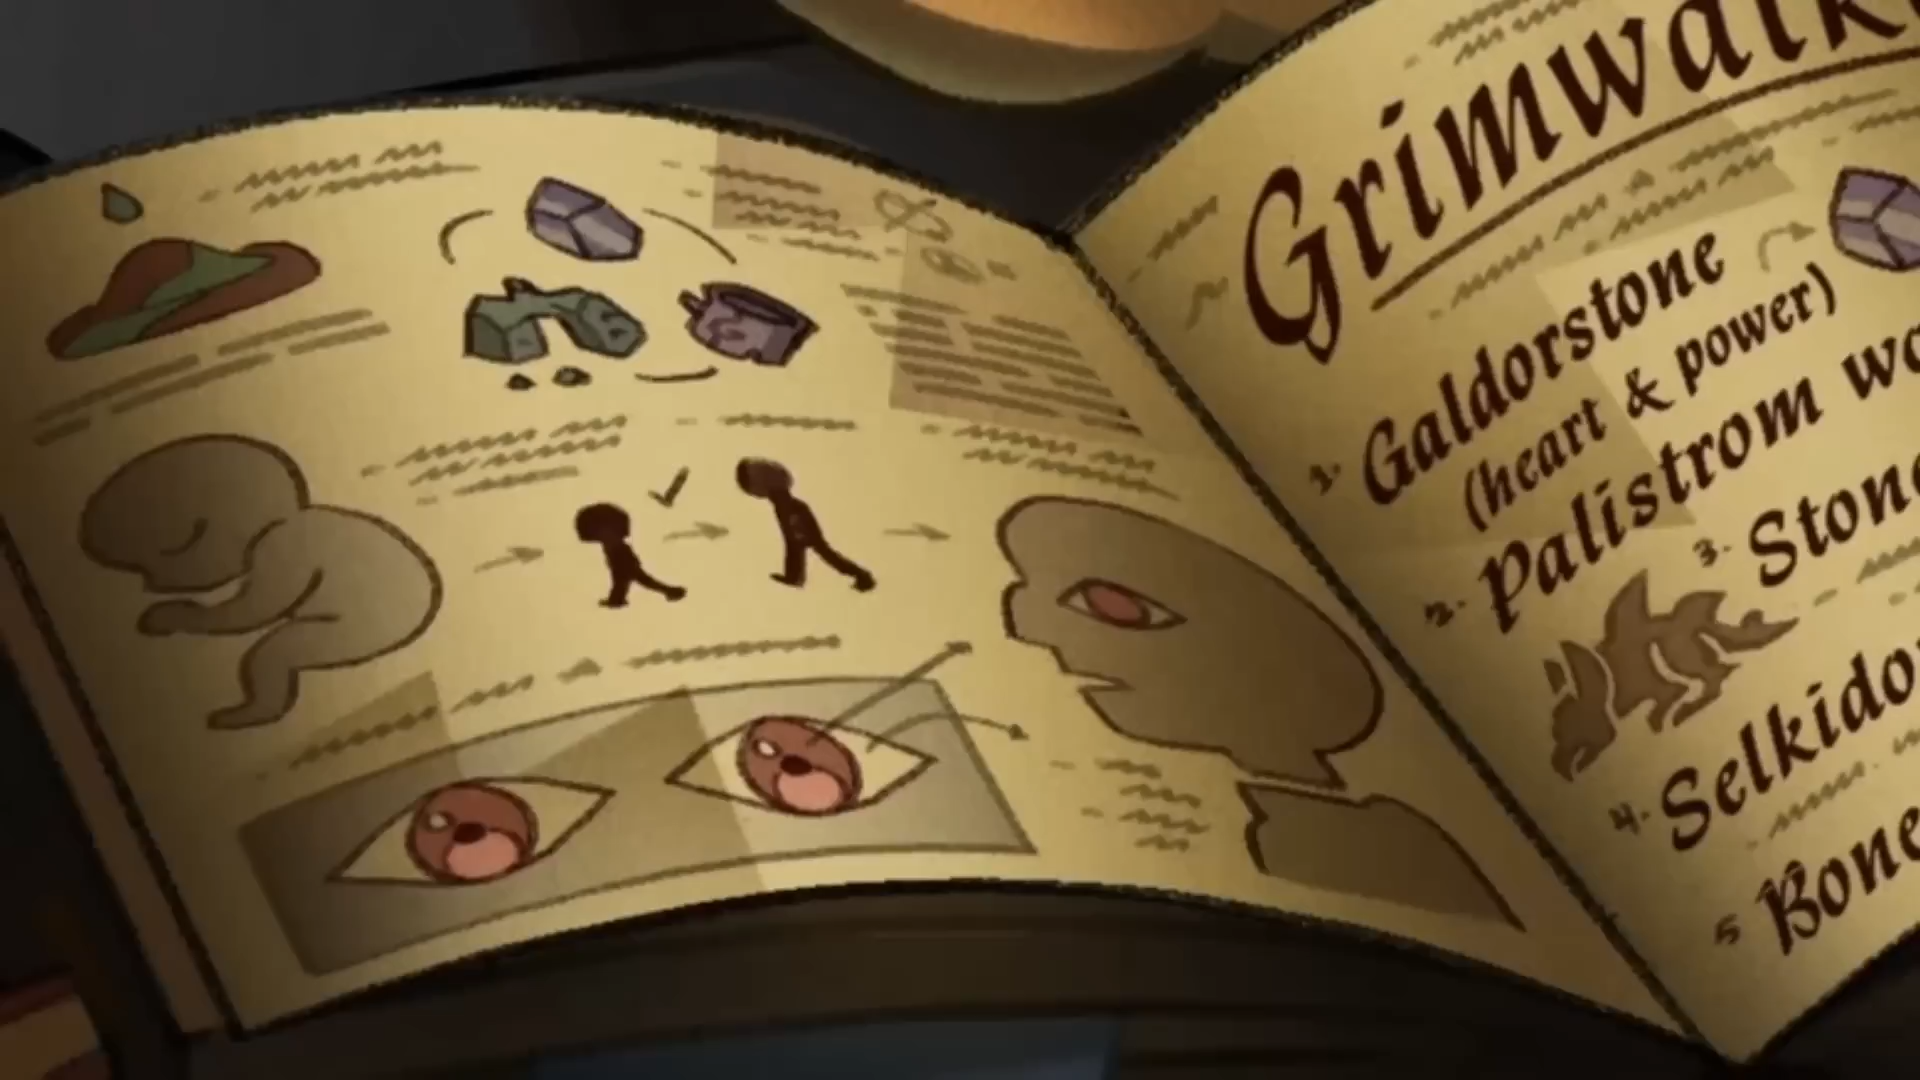 Grimwalk
1. Galdorstone
(heart & power)
2. Palistrom wo
3. Stone
4. Selkido
5 Bone